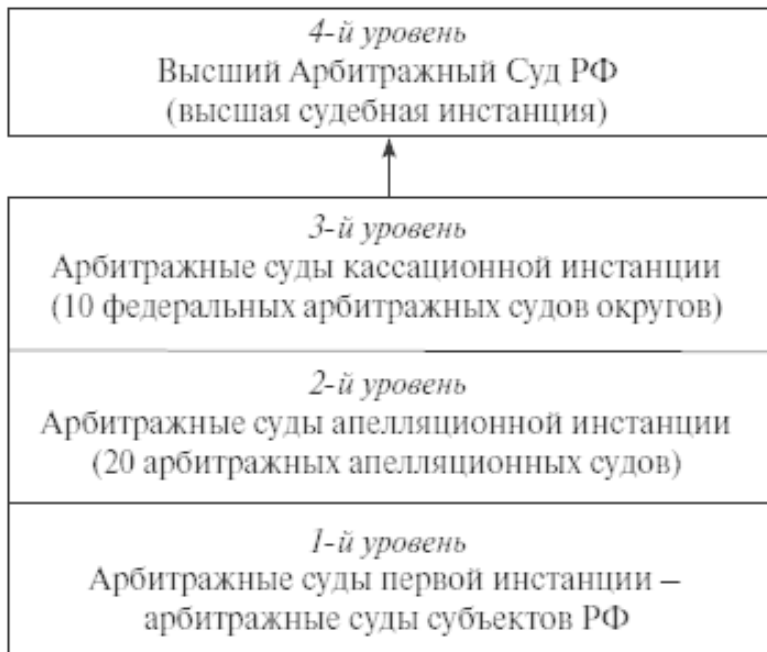 4-й уровень
Высший Арбитражный Суд РФ
(высшая судебная инстанция)
3-й уровень
Арбитражные суды кассационной инстанции
(10 федеральных арбитражных судов округов)
2-й уровень
Арбитражные суды апелляционной инстанции
(20 арбитражных апелляционных судов)
1-й уровень
Арбитражные суды первой инстанции –
арбитражные суды субъектов РФ